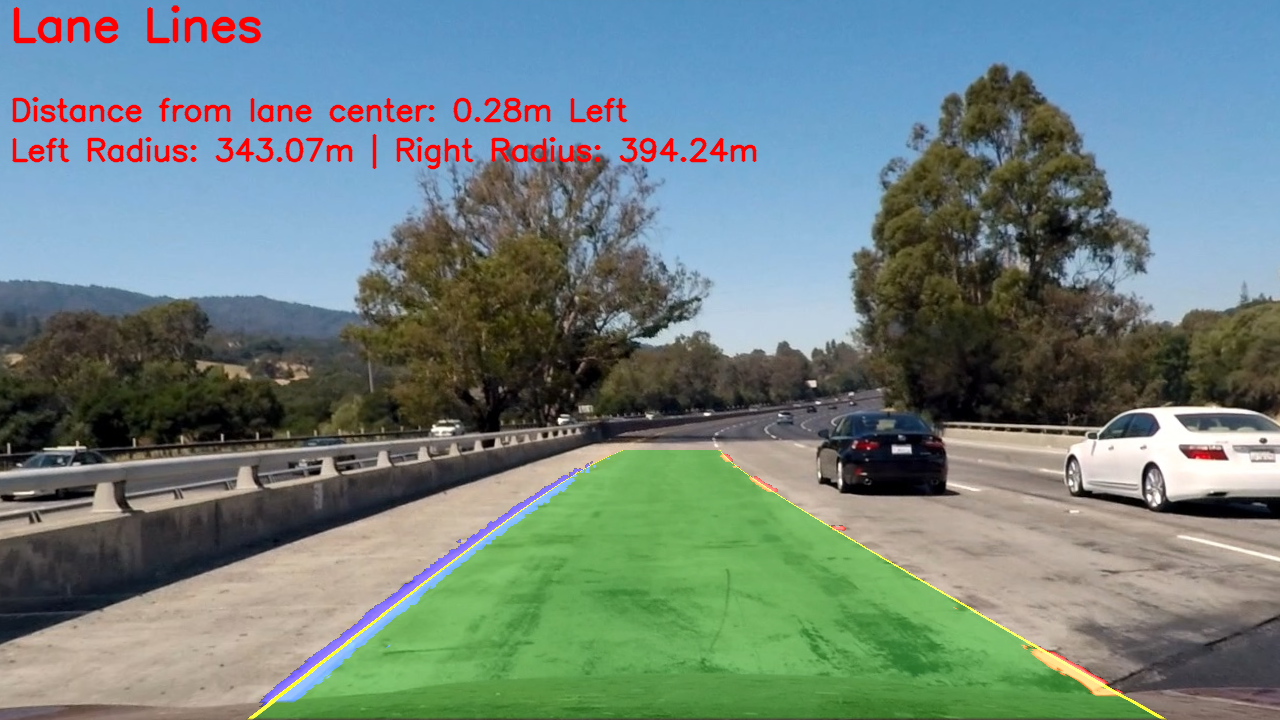 Lane Lines
Distance from lane center: 0.28m Left
Left Radius: 343.07m | Right Radius: 394.24m